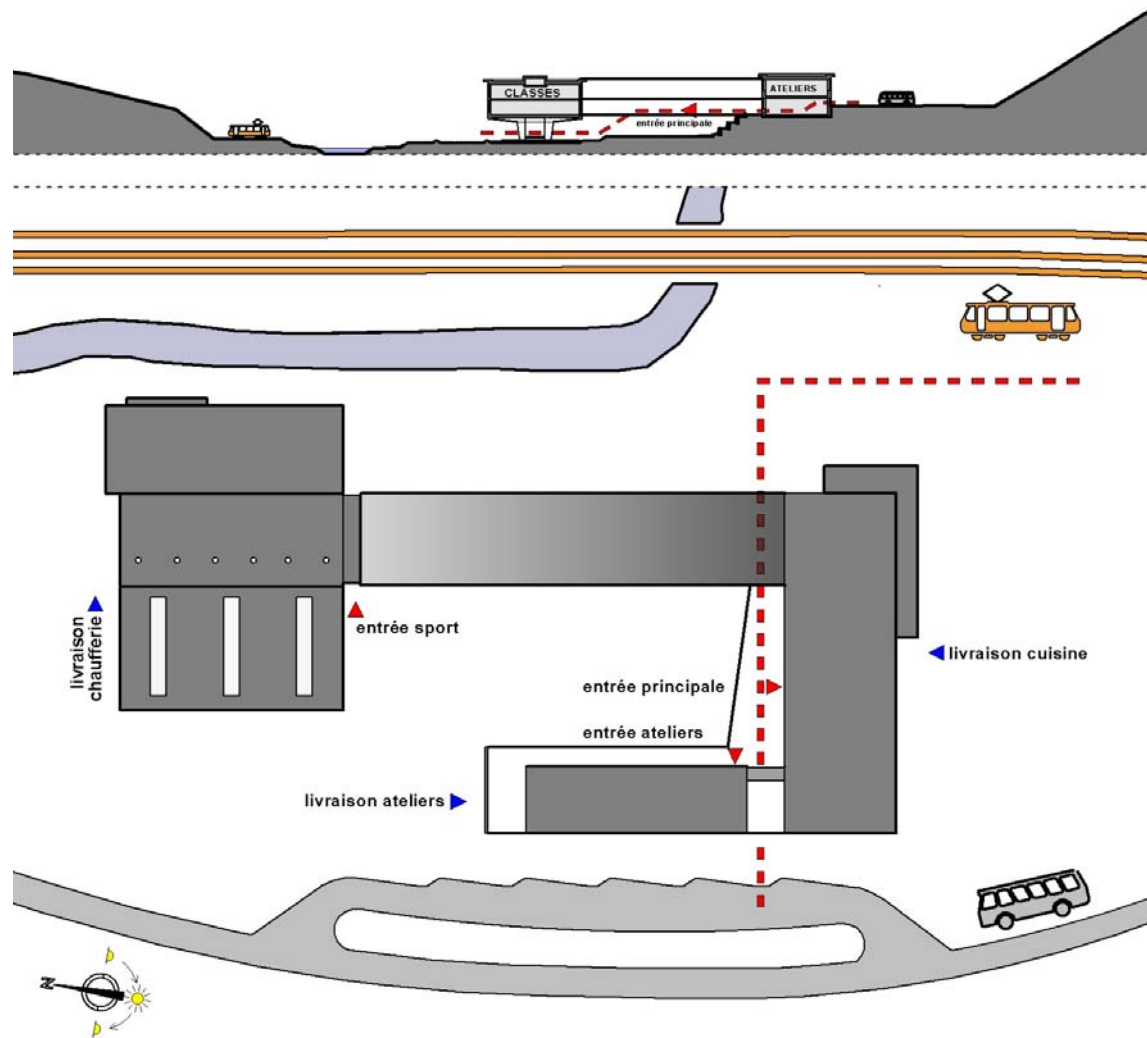 CLASSES
ATELIERS
entrée principale
livraison
chaufferie
entrée sport
livraison cuisine
entrée principale
entrée ateliers
livraison ateliers
N